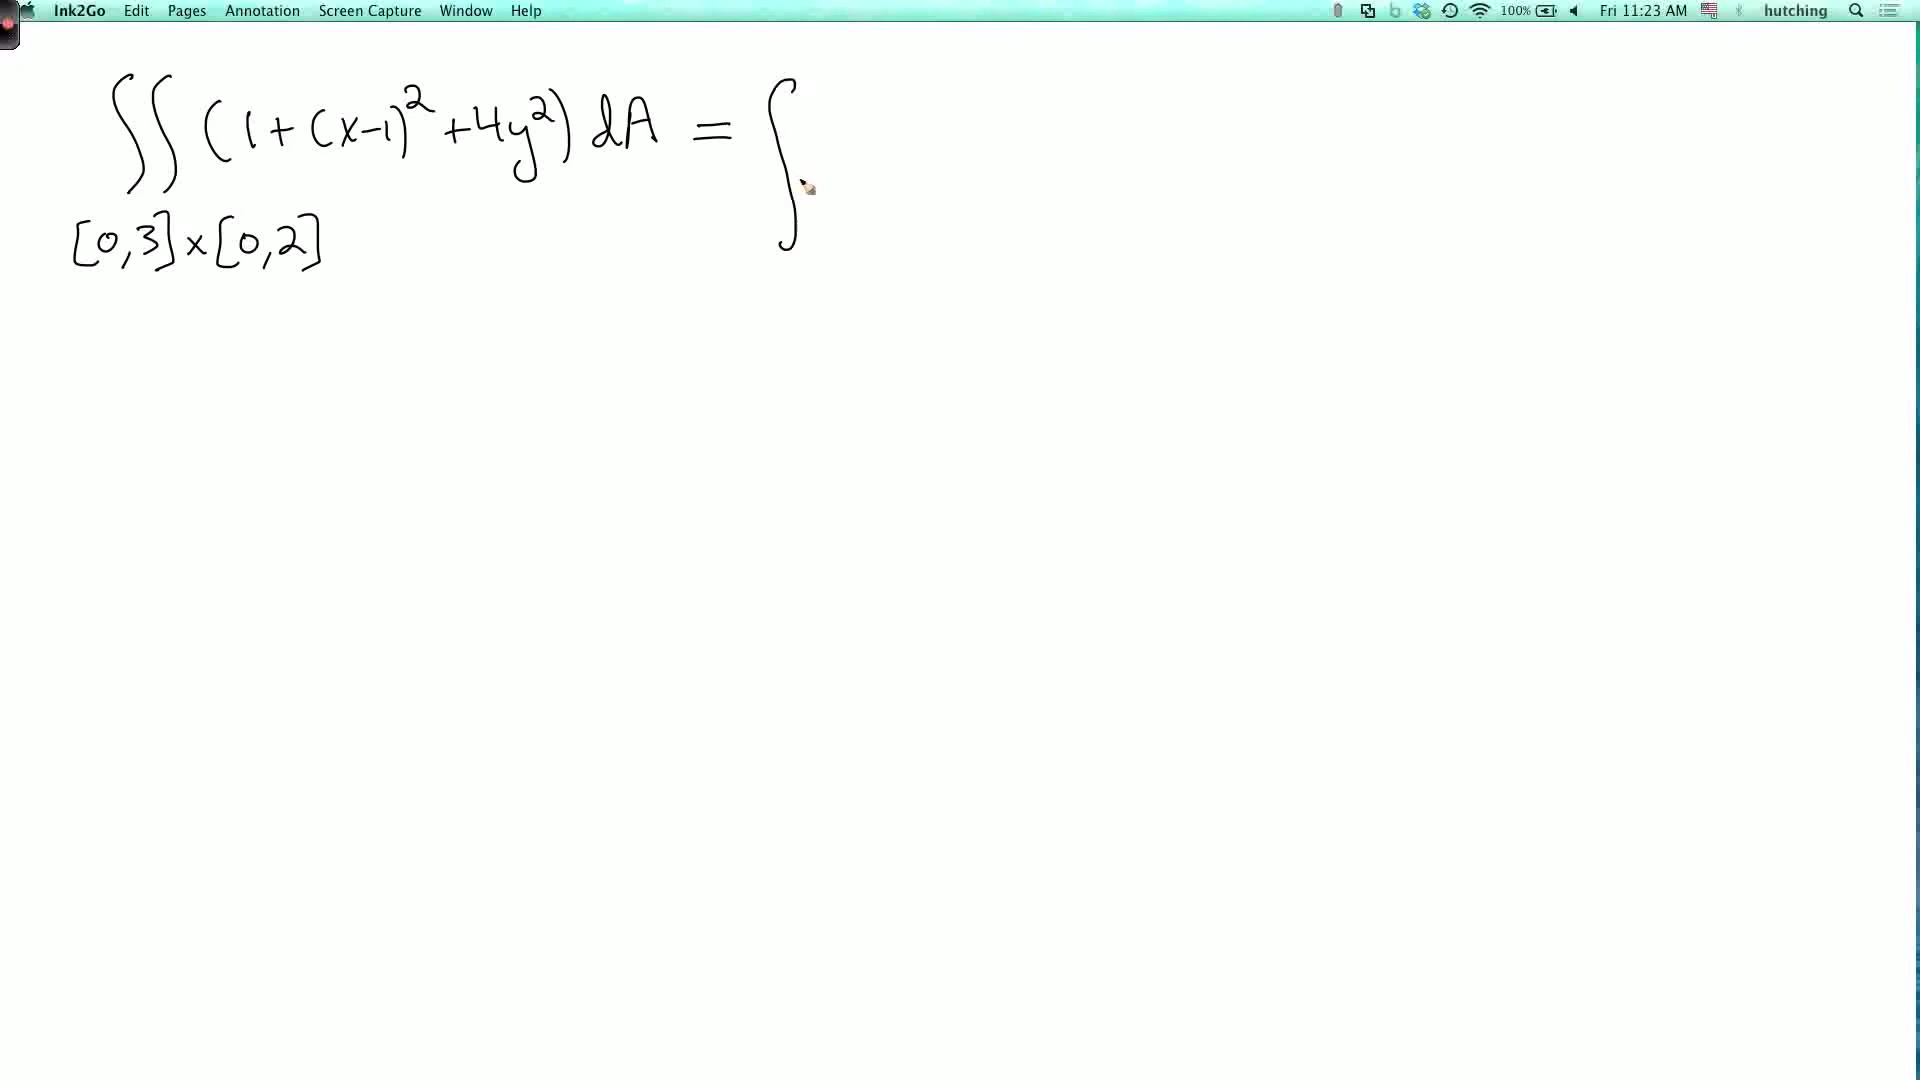 Ink2Go Edit Pages Annotation Screen Capture Window Help 100% Fri 11:23 AM hutching
∬ (1+(x-1)²+4y²) dA = ∫
[0,3]×[0,2]